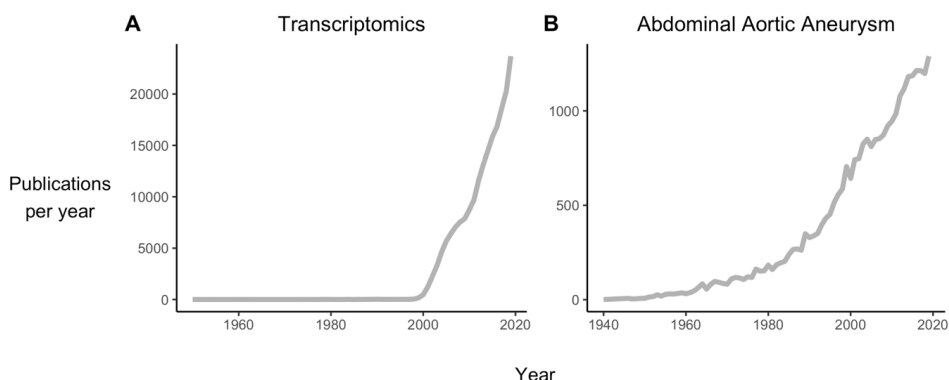 A Transcriptomics
B Abdominal Aortic Aneurysm
Publications
per year
20000
15000
10000
5000
0
1960 1980 2000 2020
1000
500
0
1940 1960 1980 2000 2020
Year